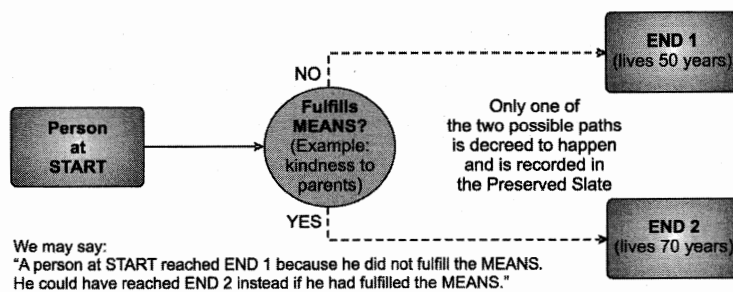 END 1
(lives 50 years)
NO
Fulfills
MEANS?
(Example:
kindness to
parents)
Person
at
START
Only one of
the two possible paths
is decreed to happen
and is recorded in
the Preserved Slate
YES
END 2
(lives 70 years)
We may say:
“A person at START reached END 1 because he did not fulfill the MEANS.
He could have reached END 2 instead if he had fulfilled the MEANS.”